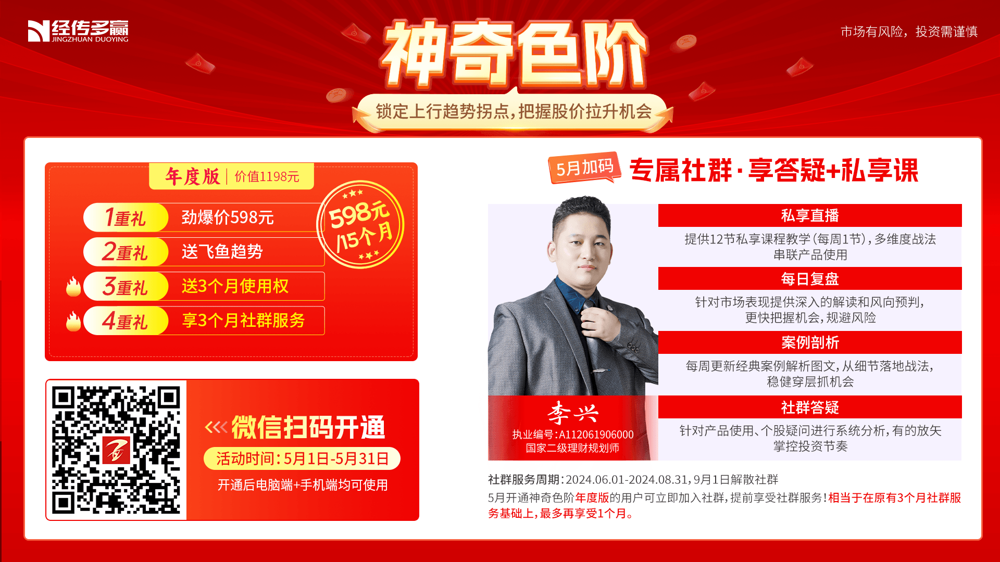 经传多赢
JINGZHUAN DUOYING
市场有风险，投资需谨慎
神奇色阶
锁定上行趋势拐点，把握股价拉升机会
年度版 | 价值1198元
1重礼 劲爆价598元
2重礼 送飞鱼趋势
3重礼 送3个月使用权
4重礼 享3个月社群服务
598元
/15个月
微信扫码开通
活动时间：5月1日-5月31日
开通后电脑端+手机端均可使用
5月加码 专属社群·享答疑+私享课
私享直播
提供12节私享课程教学（每周1节），多维度战法
串联产品使用
每日复盘
针对市场表现提供深入的解读和风向预判，
更快把握机会，规避风险
案例剖析
每周更新经典案例解析图文，从细节落地战法，
稳健穿层抓机会
社群答疑
针对产品使用、个股疑问进行系统分析，有的放矢
掌控投资节奏
李兴
执业编号：A112061906000
国家二级理财规划师
社群服务周期：2024.06.01-2024.08.31，9月1日解散社群
5月开通神奇色阶年度版的用户可立即加入社群，提前享受社群服务！相当于在原有3个月社群服
务基础上，最多再享受1个月。